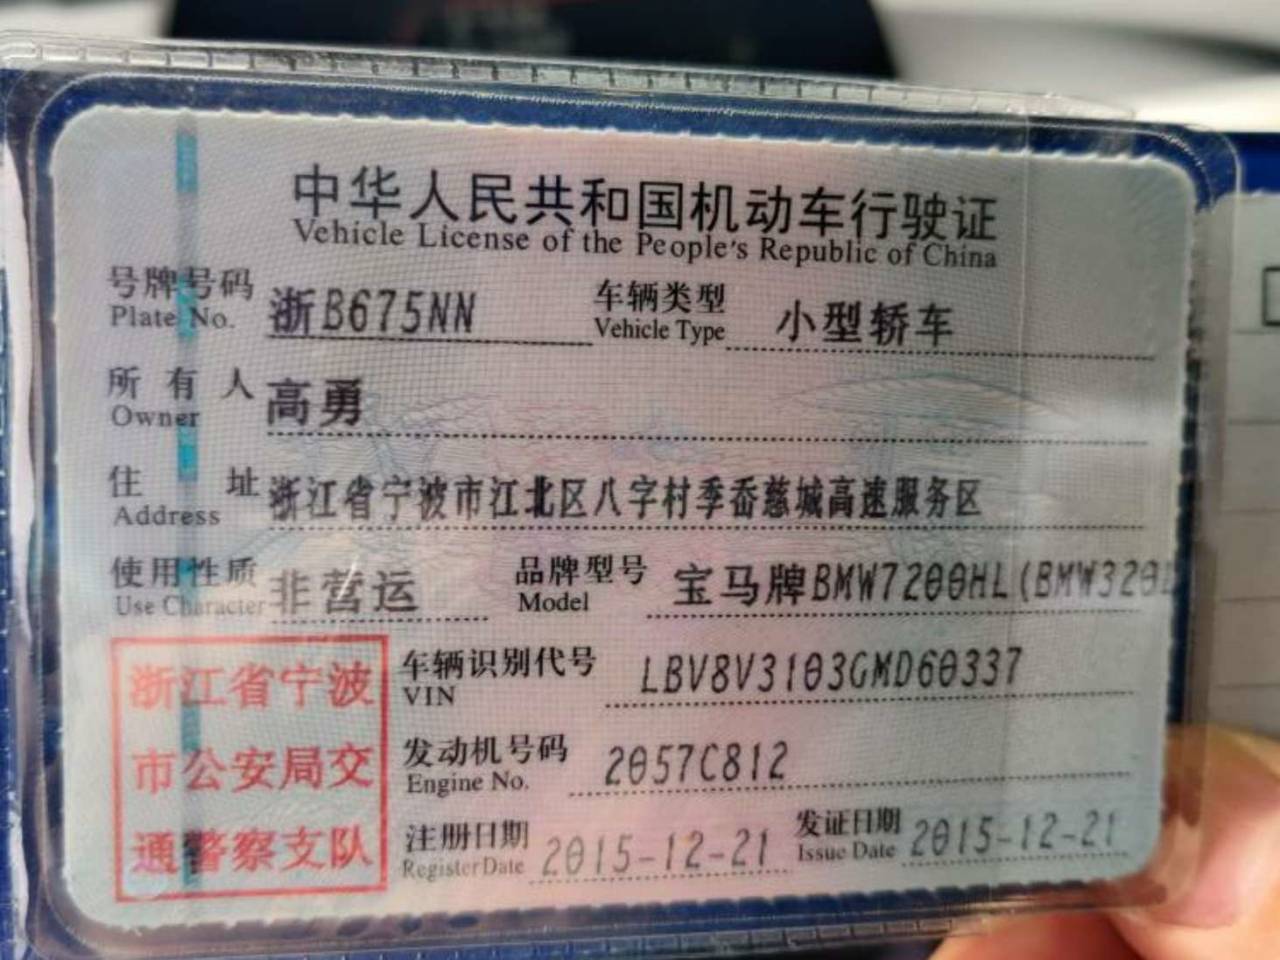 中华人民共和国机动车行驶证
Vehicle License of the People's Republic of China
号牌号码 浙B675NN 车辆类型 小型轿车
Plate No. Vehicle Type
所有人 高勇
Owner
住址 浙江省宁波市江北区八字村季岙慈城高速服务区
Address
使用性质 非营运 品牌型号 宝马牌BMW7200HL(BMW320L
Use Character Model
浙江省宁波
市公安局交
通警察支队
车辆识别代号 LBV8V3103GMD60337
VIN
发动机号码 2057C812
Engine No.
注册日期 2015-12-21 发证日期 2015-12-21
Register Date Issue Date